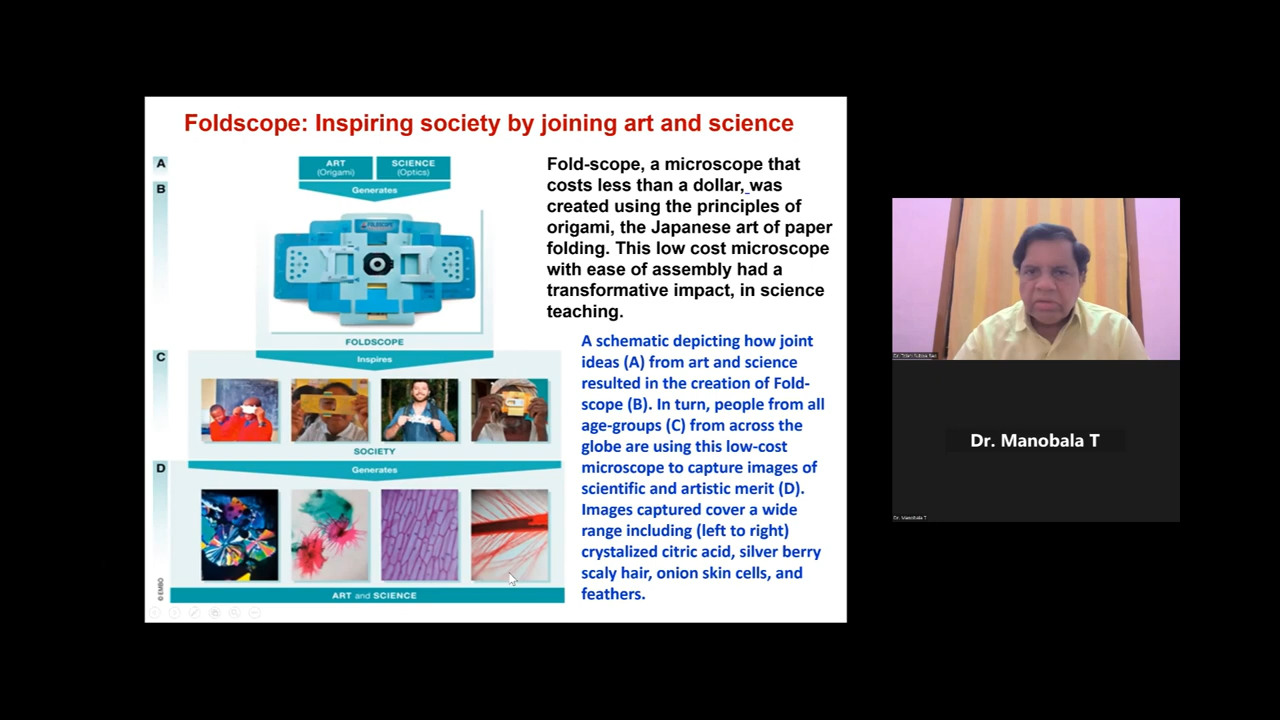 Foldscope: Inspiring society by joining art and science
A
ART
(Origami)
SCIENCE
(Optics)
B
Generates
FOLDSCOPE
FOLDSCOPE
C
Inspires
SOCIETY
D
Generates
ART and SCIENCE
© EMBO
Fold-scope, a microscope that
costs less than a dollar, was
created using the principles of
origami, the Japanese art of paper
folding. This low cost microscope
with ease of assembly had a
transformative impact, in science
teaching.
A schematic depicting how joint
ideas (A) from art and science
resulted in the creation of Fold-
scope (B). In turn, people from all
age-groups (C) from across the
globe are using this low-cost
microscope to capture images of
scientific and artistic merit (D).
Images captured cover a wide
range including (left to right)
crystalized citric acid, silver berry
scaly hair, onion skin cells, and
feathers.
Dr. Manobala T
Dr. Manobala T